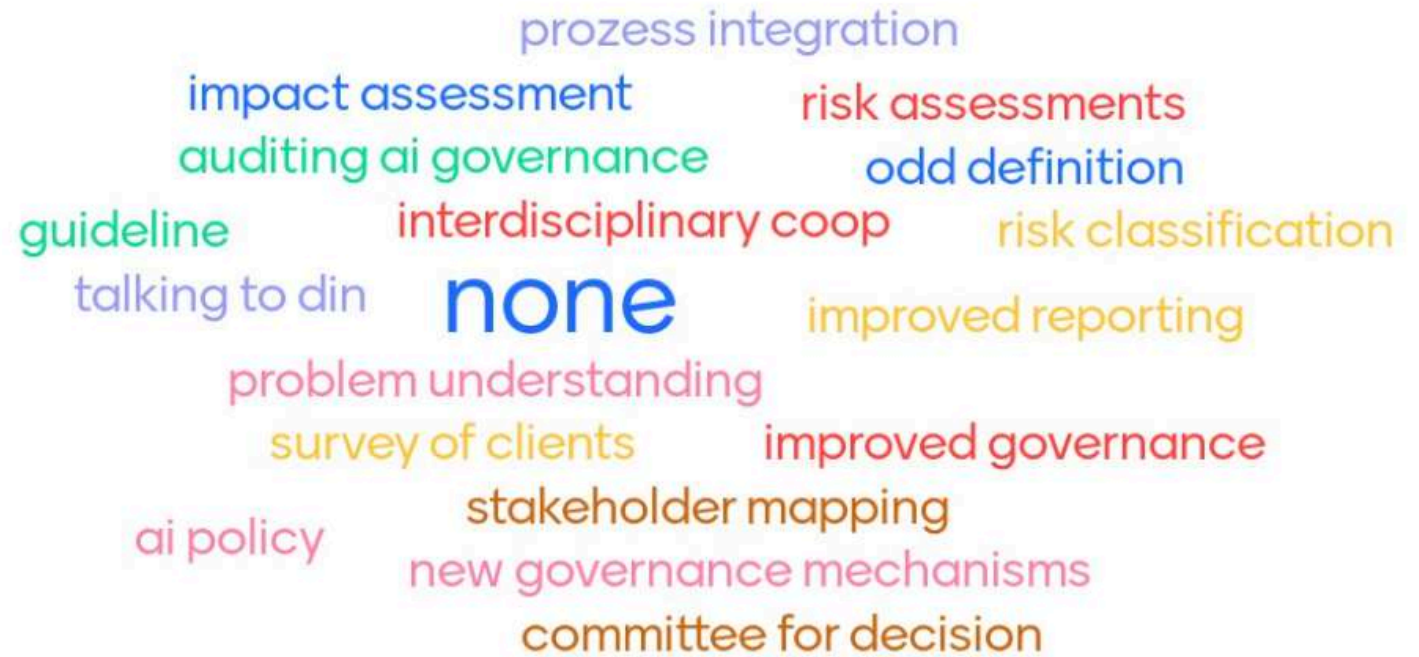 prozess integration
impact assessment
risk assessments
auditing ai governance
odd definition
guideline
interdisciplinary coop
risk classification
talking to din
none
improved reporting
problem understanding
survey of clients
improved governance
stakeholder mapping
ai policy
new governance mechanisms
committee for decision